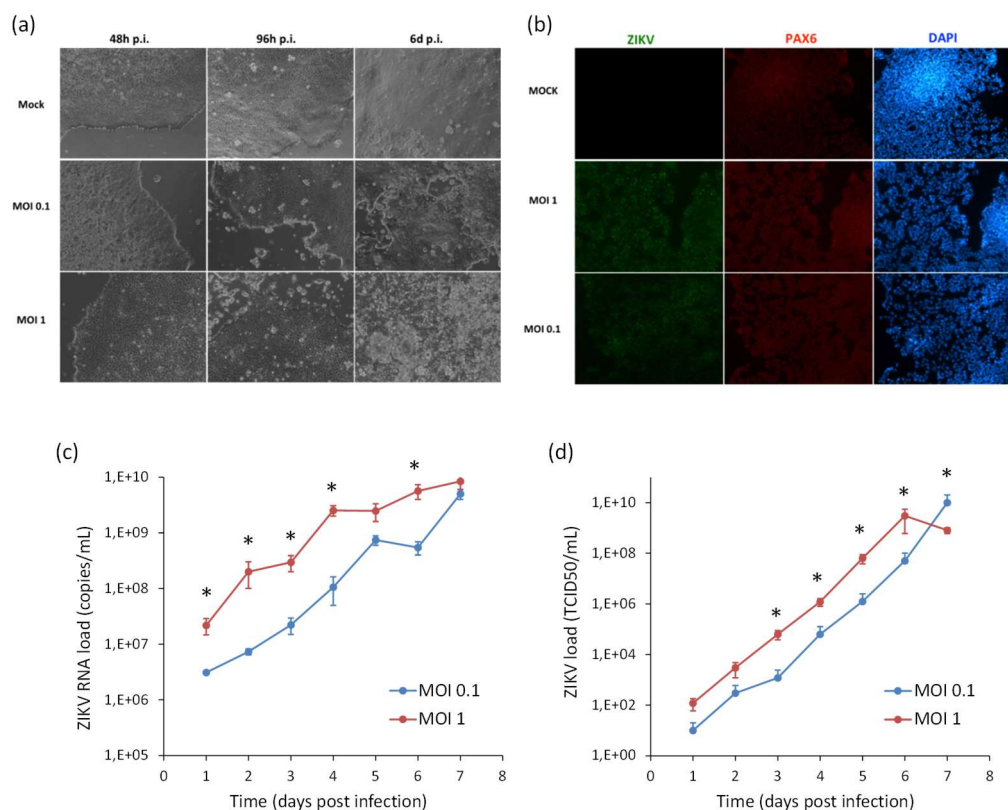 (a)
48h p.i. 96h p.i. 6d p.i.
Mock
MOI 0.1
MOI 1
(b)
ZIKV PAX6 DAPI
MOCK
MOI 1
MOI 0.1
(c)
ZIKV RNA load (copies/mL)
1,E+10
1,E+09
1,E+08
1,E+07
1,E+06
1,E+05
* * * * *
MOI 0.1
MOI 1
0 1 2 3 4 5 6 7 8
Time (days post infection)
(d)
ZIKV load (TCID50/mL)
1,E+10
1,E+08
1,E+06
1,E+04
1,E+02
1,E+00
* * * * *
MOI 0.1
MOI 1
0 1 2 3 4 5 6 7 8
Time (days post infection)